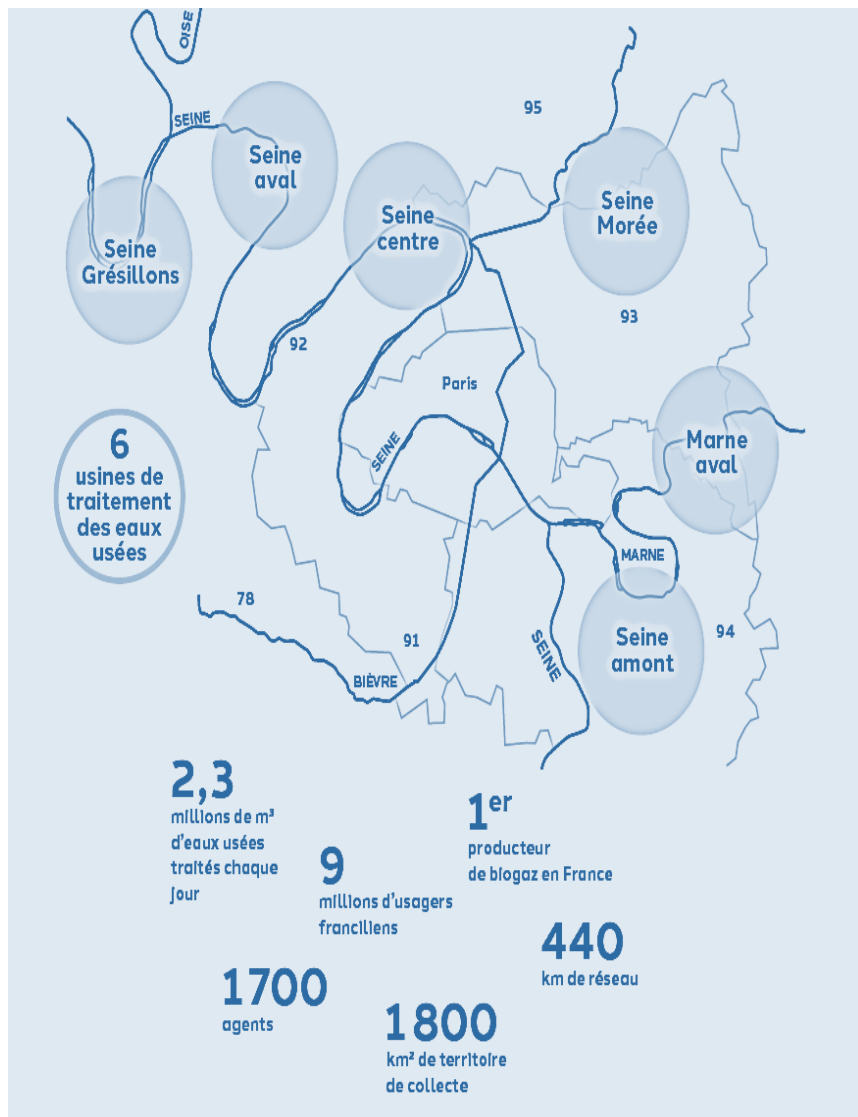 OISE
SEINE
95
Seine
aval
Seine
centre
Seine
Morée
Seine
Grésillons
93
92
Paris
SEINE
Marne
aval
6
usines de
traitement
des eaux
usées
MARNE
78
91
SEINE
Seine
amont
94
BIÈVRE
2,3
millions de m³
d'eaux usées
traités chaque
jour
1er
producteur
de biogaz en France
9
millions d'usagers
franciliens
440
km de réseau
1700
agents
1800
km² de territoire
de collecte